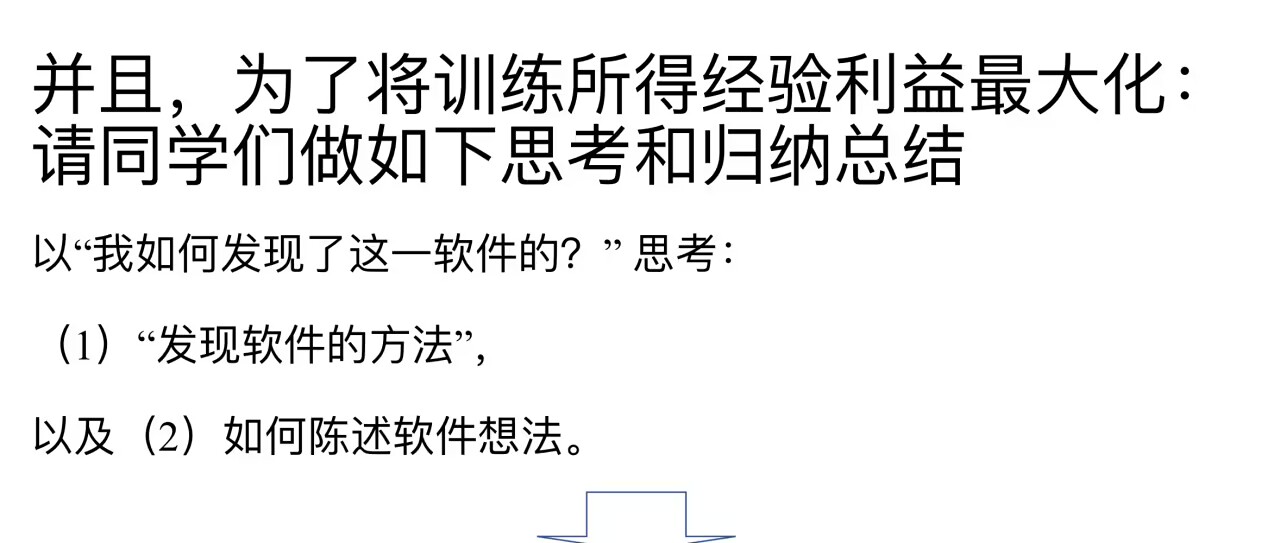 并且，为了将训练所得经验利益最大化：
请同学们做如下思考和归纳总结
以“我如何发现了这一软件的？” 思考：
（1）“发现软件的方法”,
以及（2）如何陈述软件想法。